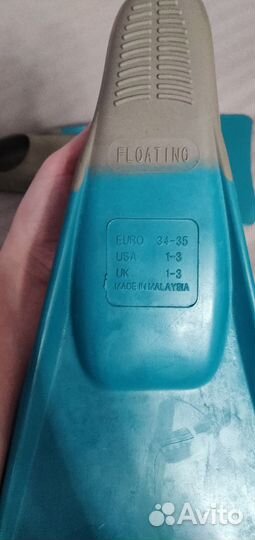 FLOATING
EURO 34-35
USA 1-3
UK 1-3
MADE IN MALAYSIA
Avito